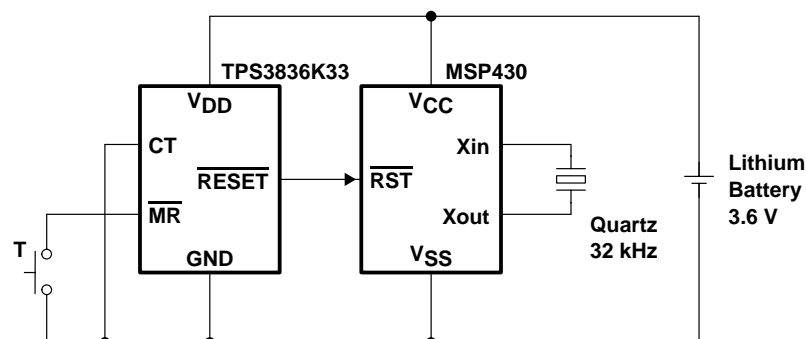 TPS3836K33
MSP430
VDD
VCC
CT
Xin
RESET
RST
MR
Xout
T
GND
VSS
Quartz
32 kHz
Lithium
Battery
3.6 V